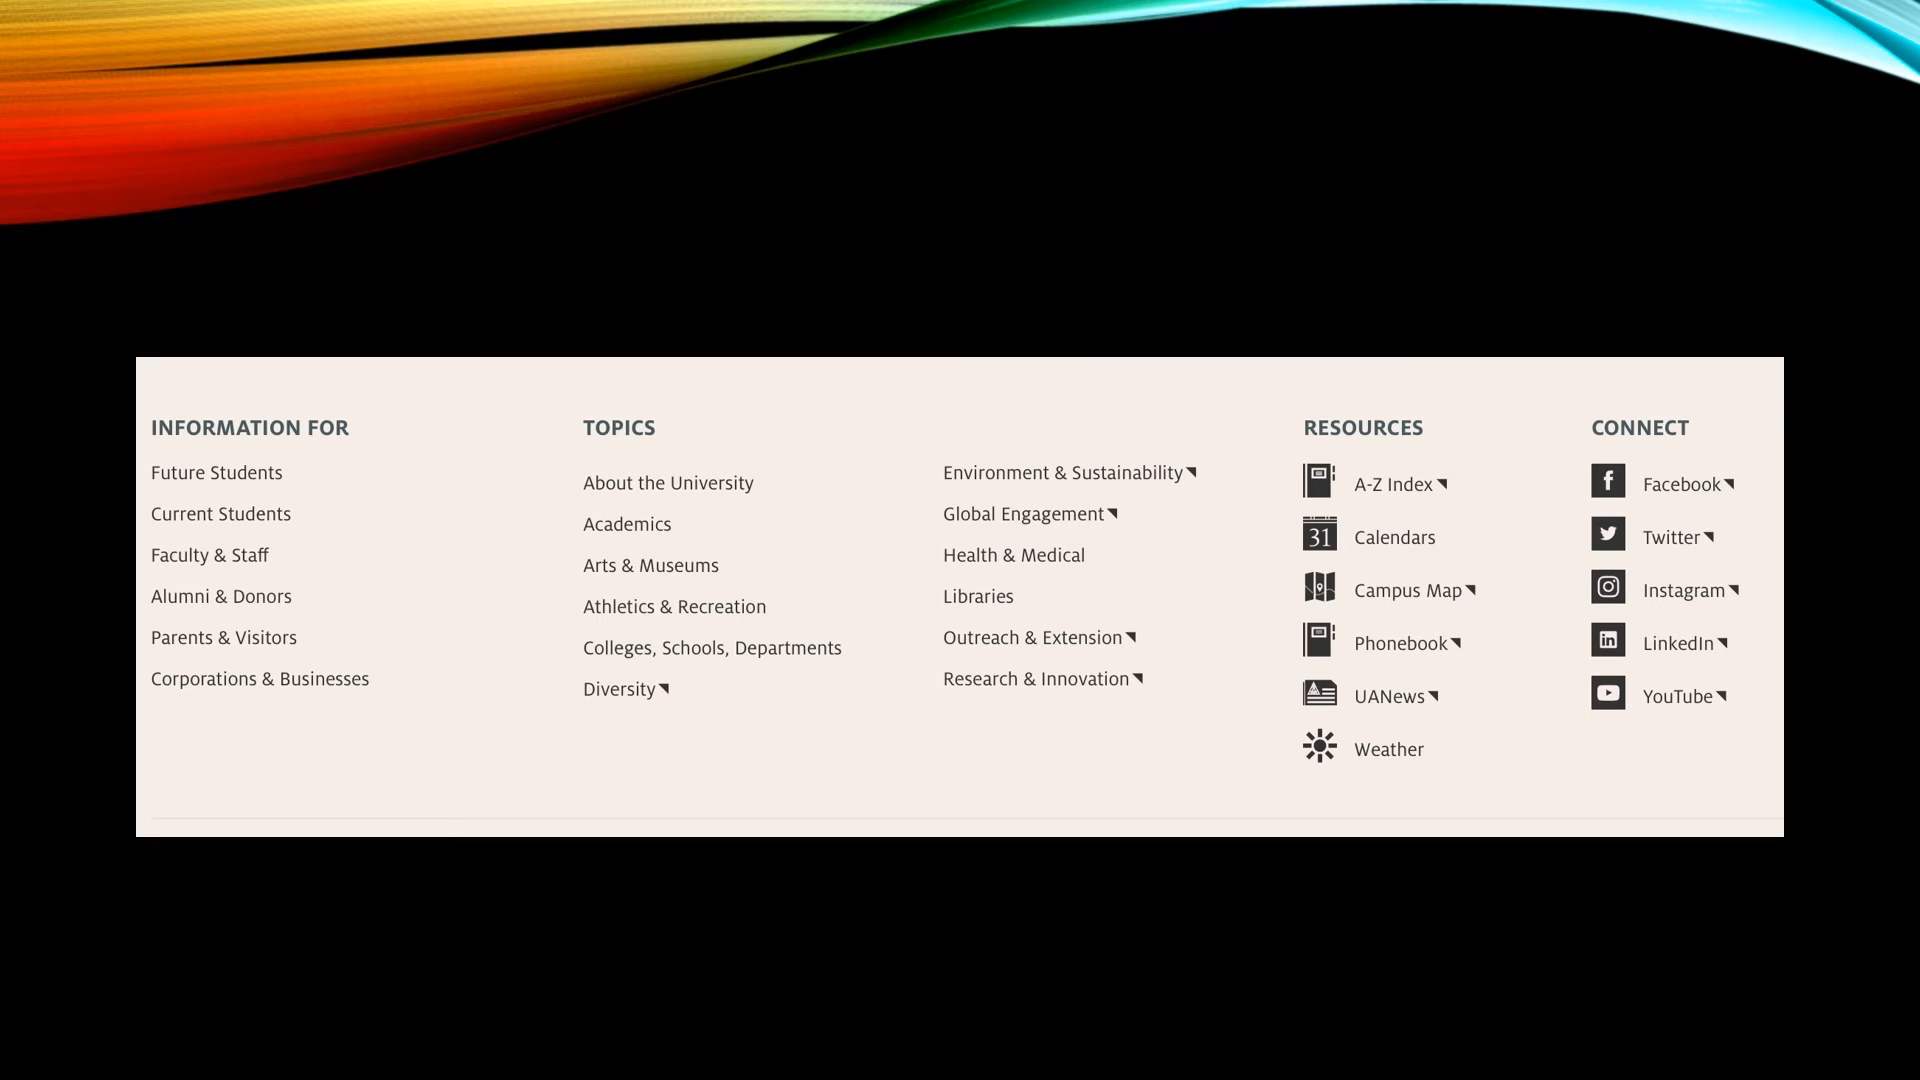 INFORMATION FOR
Future Students
Current Students
Faculty & Staff
Alumni & Donors
Parents & Visitors
Corporations & Businesses
TOPICS
About the University
Academics
Arts & Museums
Athletics & Recreation
Colleges, Schools, Departments
Diversity
Environment & Sustainability
Global Engagement
Health & Medical
Libraries
Outreach & Extension
Research & Innovation
RESOURCES
A-Z Index
31 Calendars
Campus Map
Phonebook
UANews
Weather
CONNECT
Facebook
Twitter
Instagram
LinkedIn
YouTube